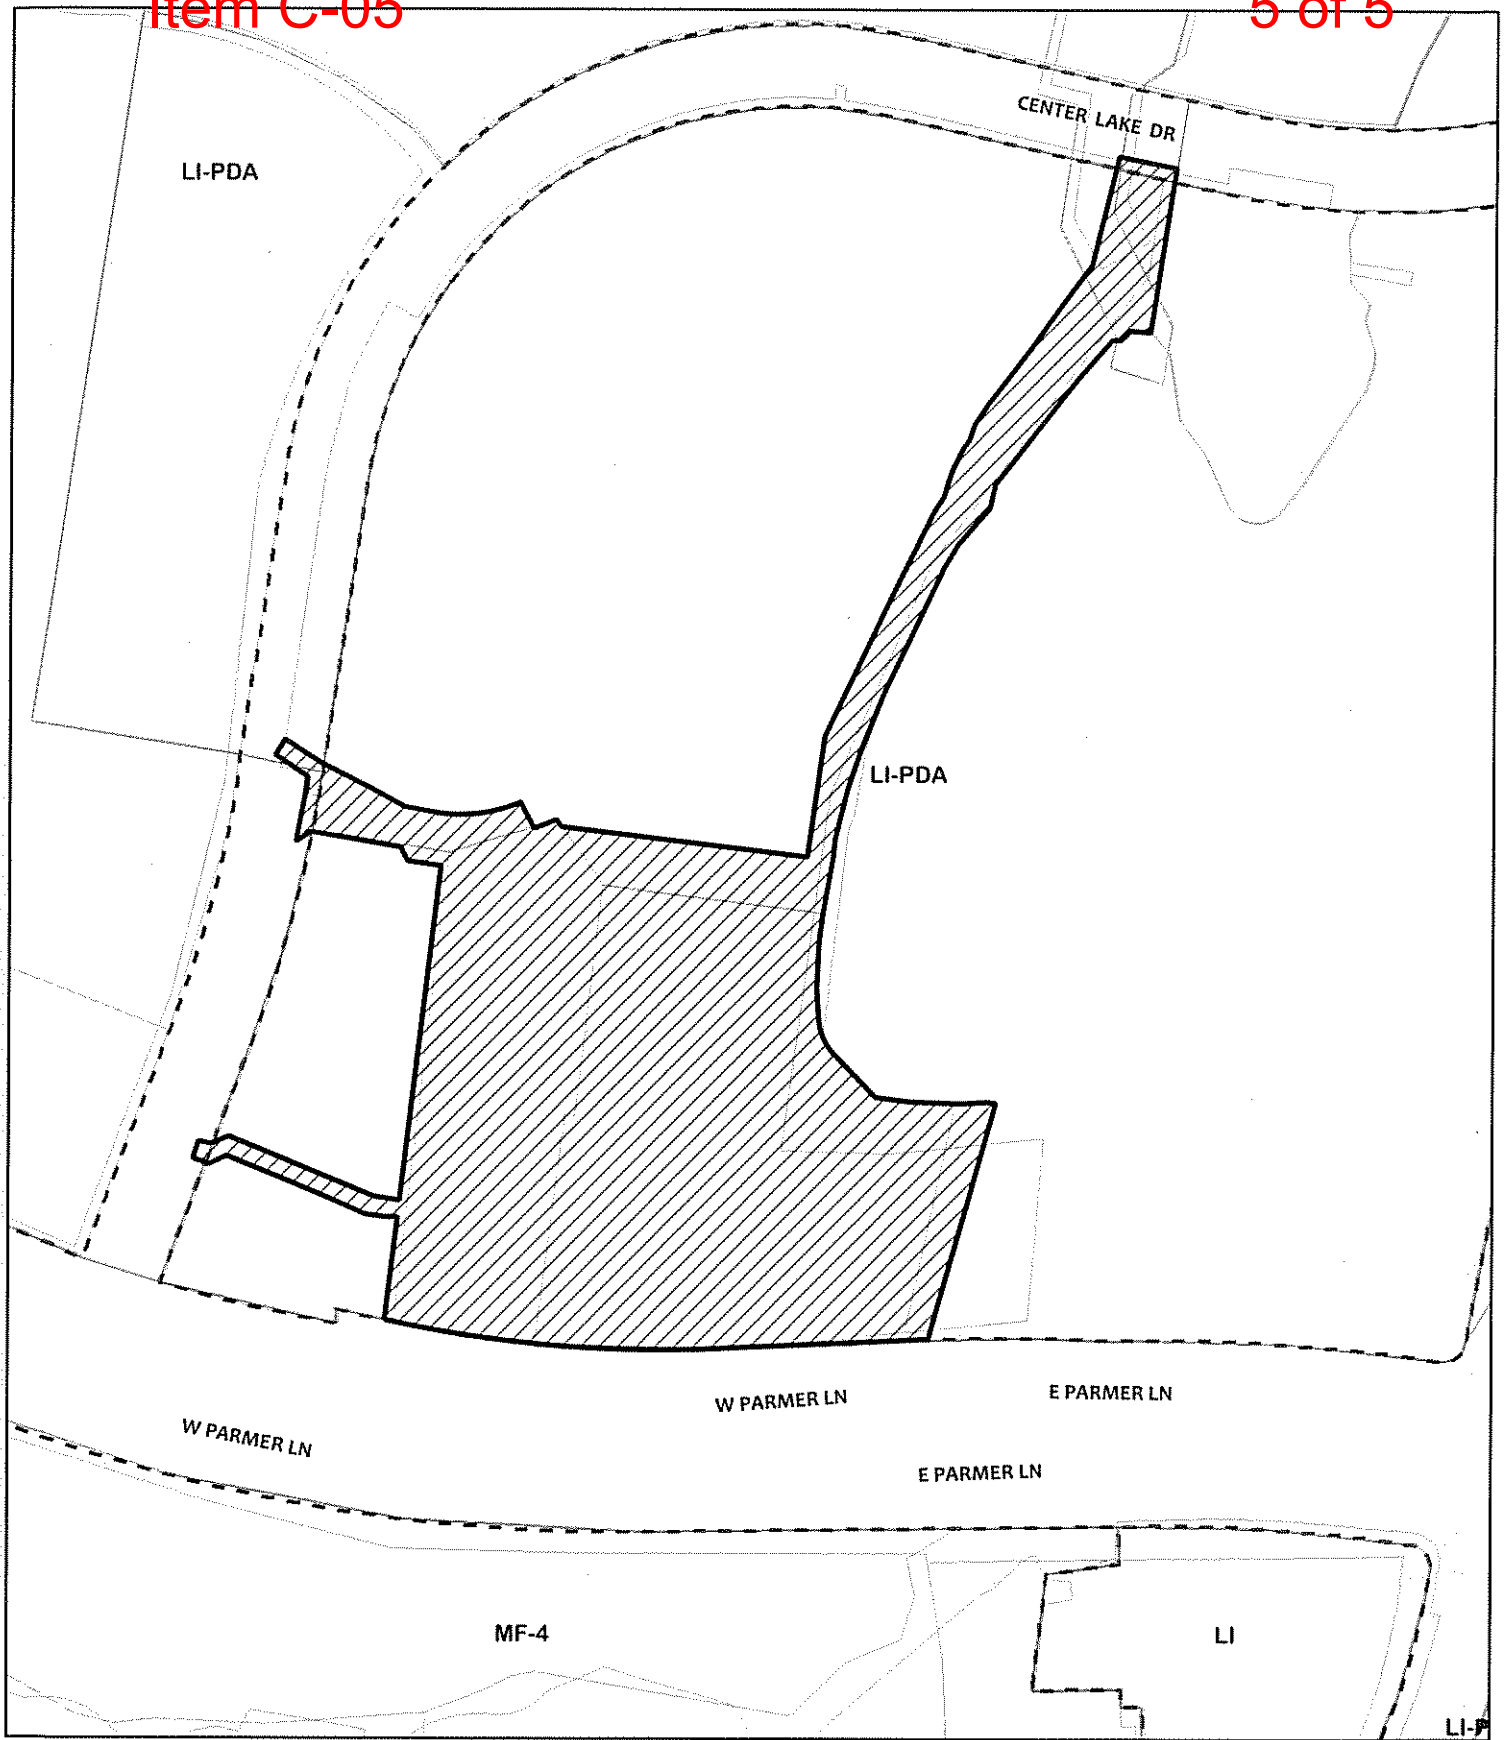 Item C-05
5 of 5
CENTER LAKE DR
LI-PDA
LI-PDA
W PARMER LN
E PARMER LN
W PARMER LN
E PARMER LN
MF-4
LI
LI-P